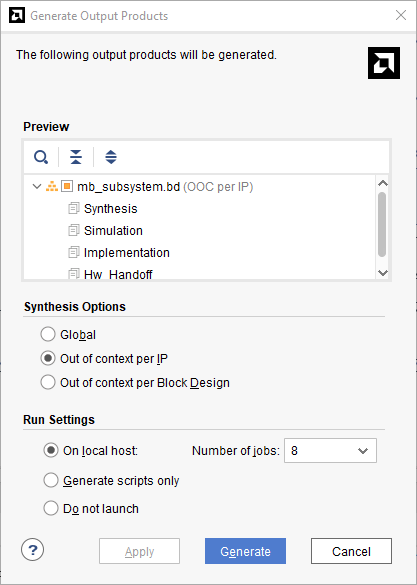 Generate Output Products
The following output products will be generated.
Preview
mb_subsystem.bd (OOC per IP)
Synthesis
Simulation
Implementation
Hw_Handoff
Synthesis Options
Global
Out of context per IP
Out of context per Block Design
Run Settings
On local host: Number of jobs: 8
Generate scripts only
Do not launch
? Apply Generate Cancel